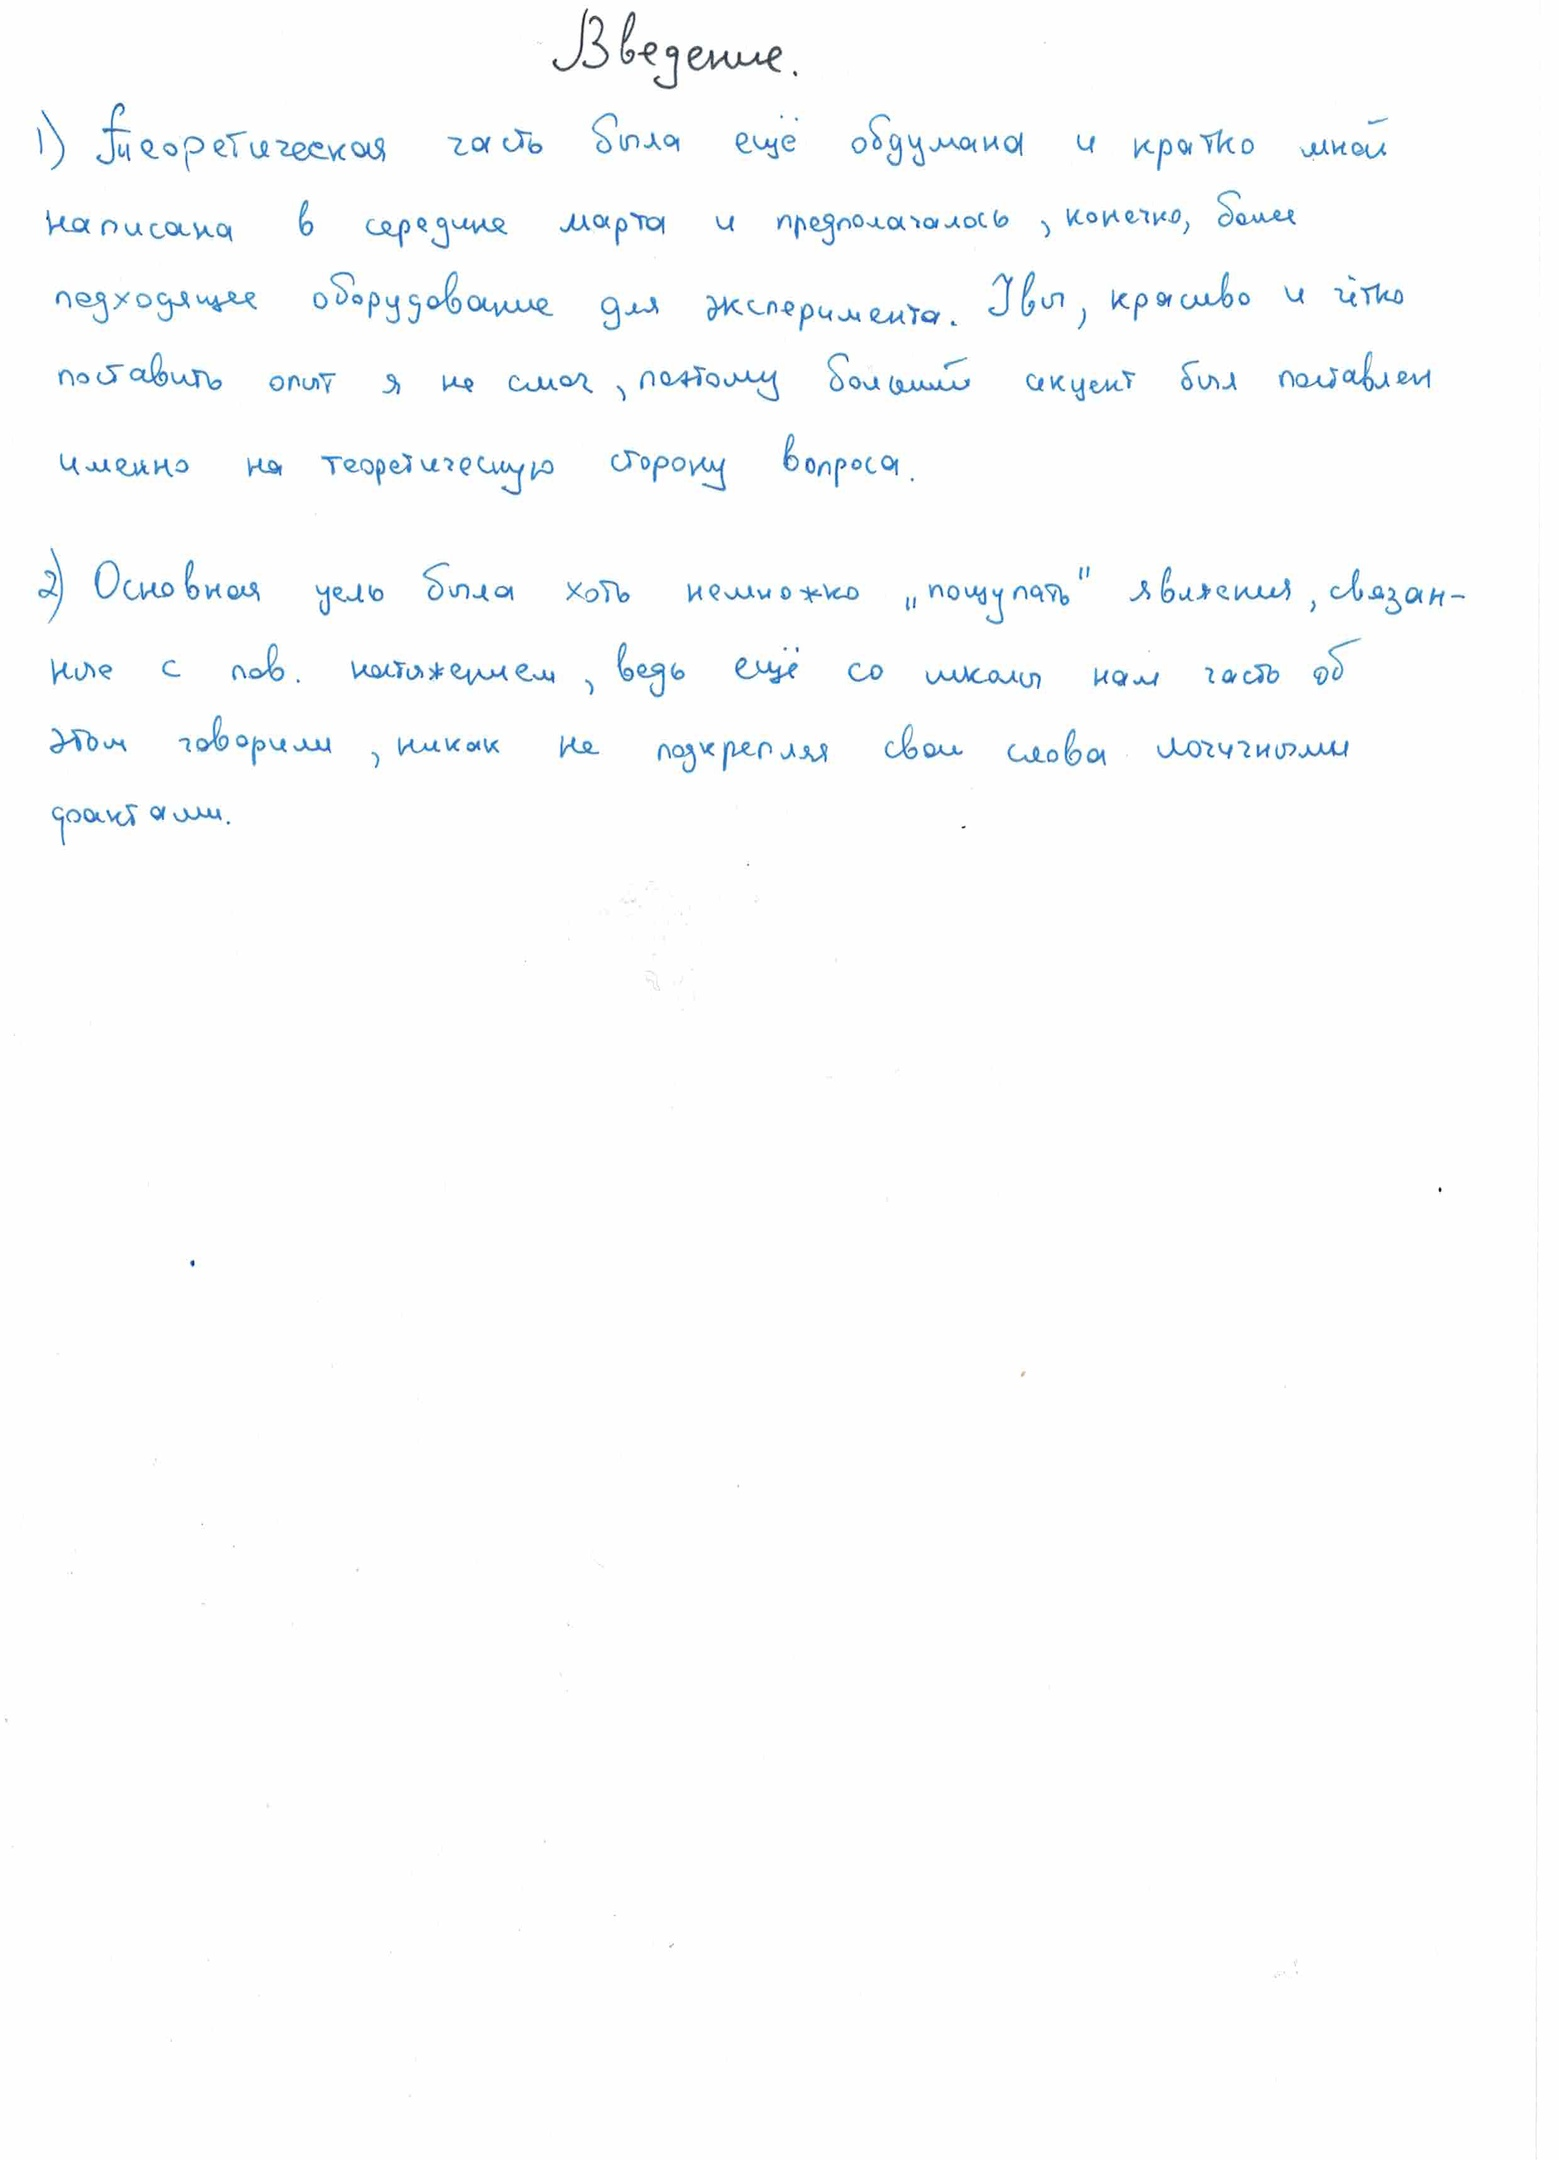 Введение.
1) Теоретическая часть была ещё обдумана и кратко мной
написана в середине марта и предполагалось, конечно, более
подходящее оборудование для эксперимента. Увы, красиво и чётко
поставить опыт я не смог, поэтому больший акцент был поставлен
именно на теоретическую сторону вопроса.
2) Основная цель была хоть немножко „пощупать" явления, связан-
ные с пов. натяжением, ведь ещё со школы нам часто об
этом говорили, никак не подкрепляя свои слова логичными
фактами.